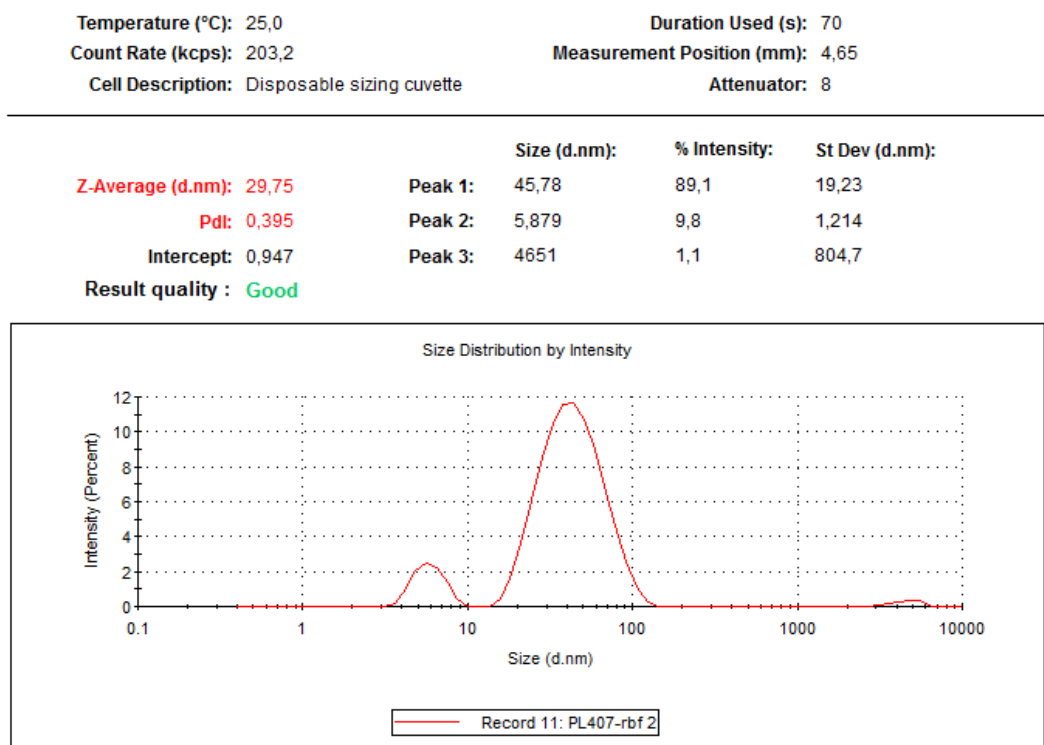 Temperature (ºC): 25,0 Duration Used (s): 70
Count Rate (kcps): 203,2 Measurement Position (mm): 4,65
Cell Description: Disposable sizing cuvette Attenuator: 8
Size (d.nm): % Intensity: St Dev (d.nm):
Z-Average (d.nm): 29,75 Peak 1: 45,78 89,1 19,23
PdI: 0,395 Peak 2: 5,879 9,8 1,214
Intercept: 0,947 Peak 3: 4651 1,1 804,7
Result quality : Good
Size Distribution by Intensity
Intensity (Percent)
12
10
8
6
4
2
0
0.1 1 10 100 1000 10000
Size (d.nm)
Record 11: PL407-rbf 2